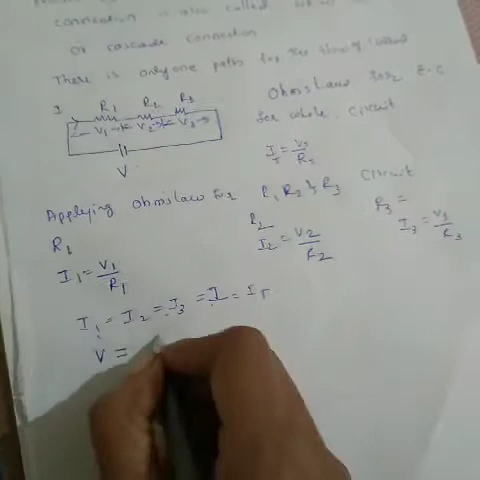 connection is also called
or cascade connection
There is only one path for the flow of current
I R1 R2 R3
V1 V2 V3
V
Ohms law for E.C
for whole circuit
I = V
Applying ohms law for R1, R2 & R3 circuit
R1
I1 = V1/R1
R2
I2 = V2/R2
R3 =
I3 = V3/R3
I1 = I2 = I3 = I = IT
V =